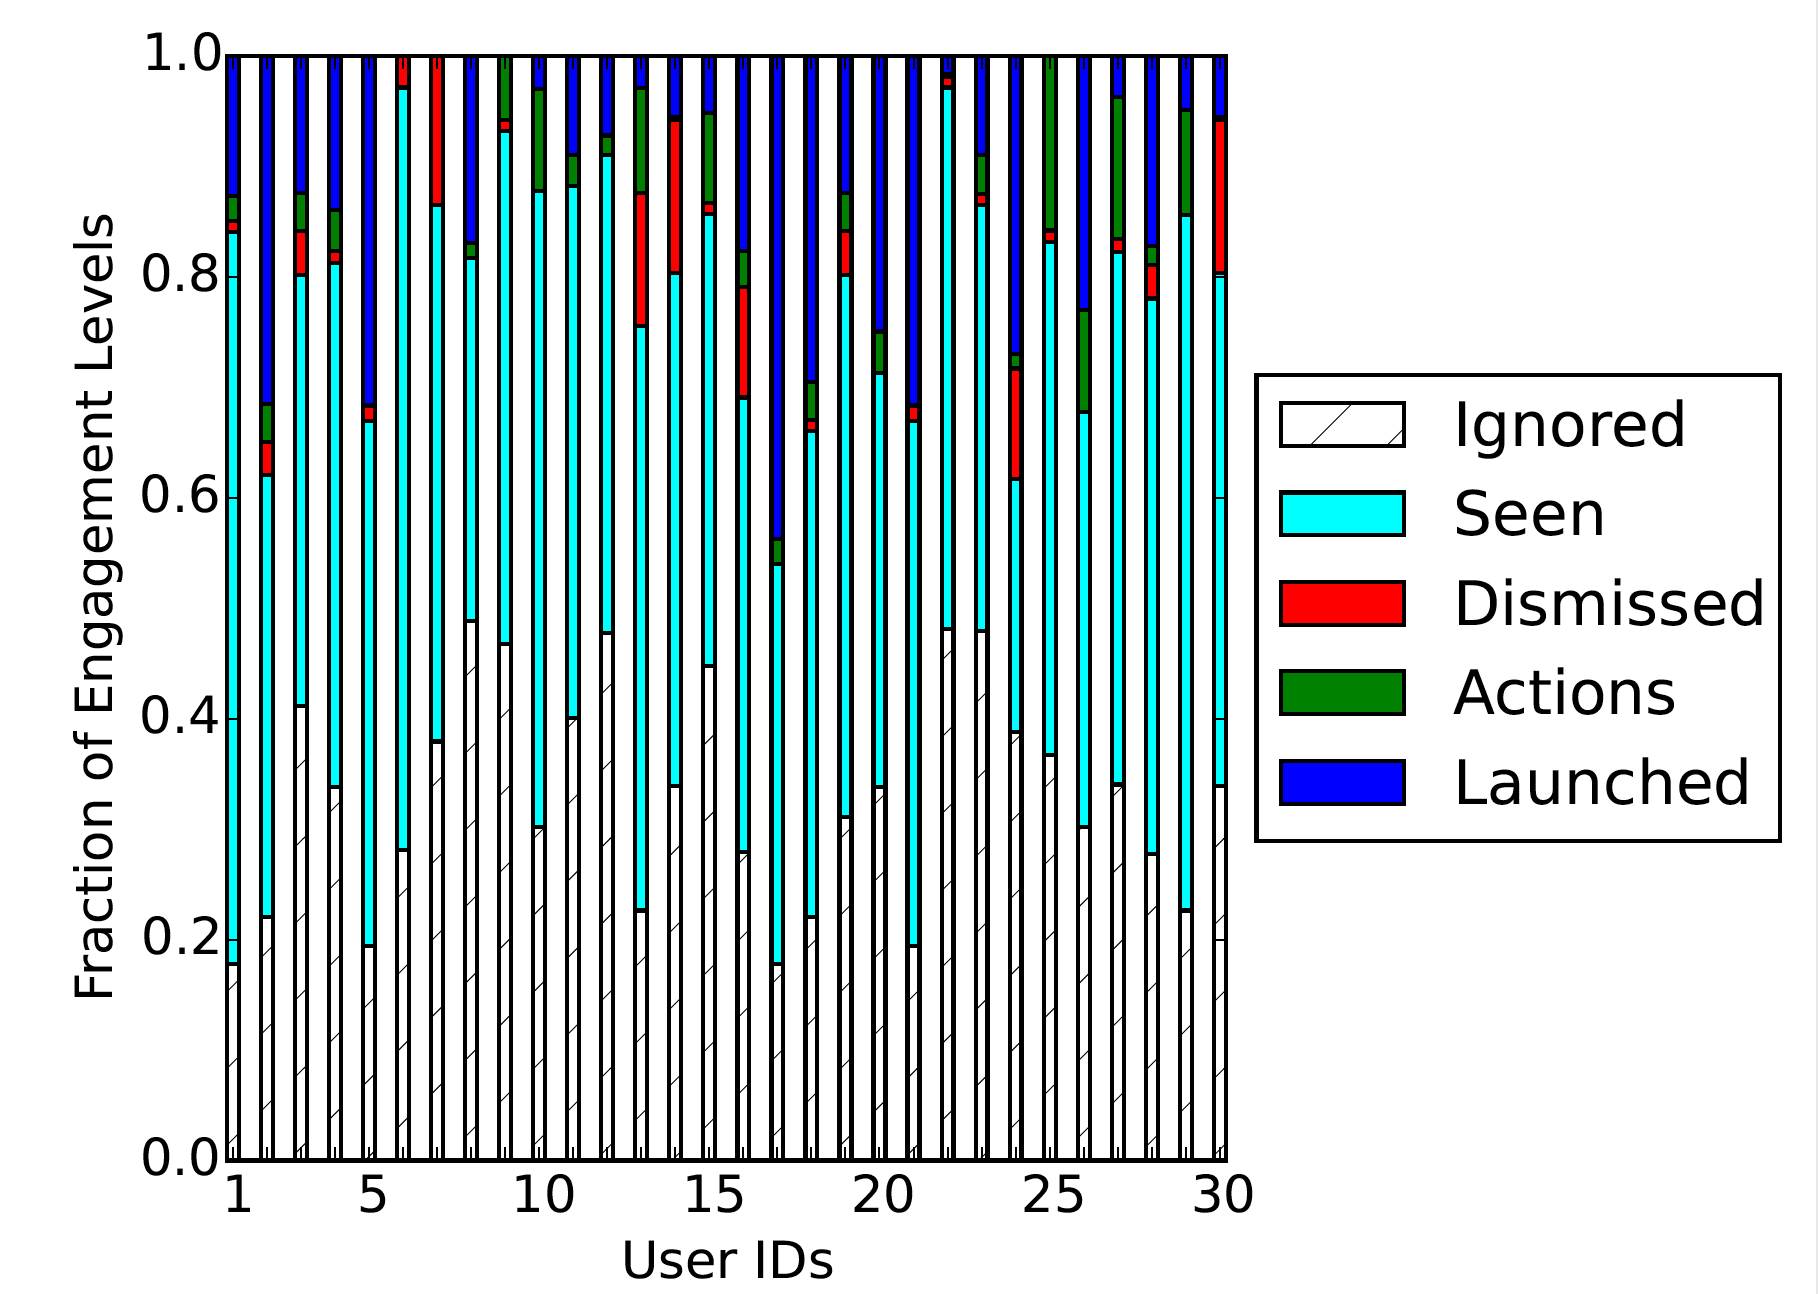 Fraction of Engagement Levels
1.0
0.8
0.6
0.4
0.2
0.0
1 5 10 15 20 25 30
User IDs
Ignored
Seen
Dismissed
Actions
Launched